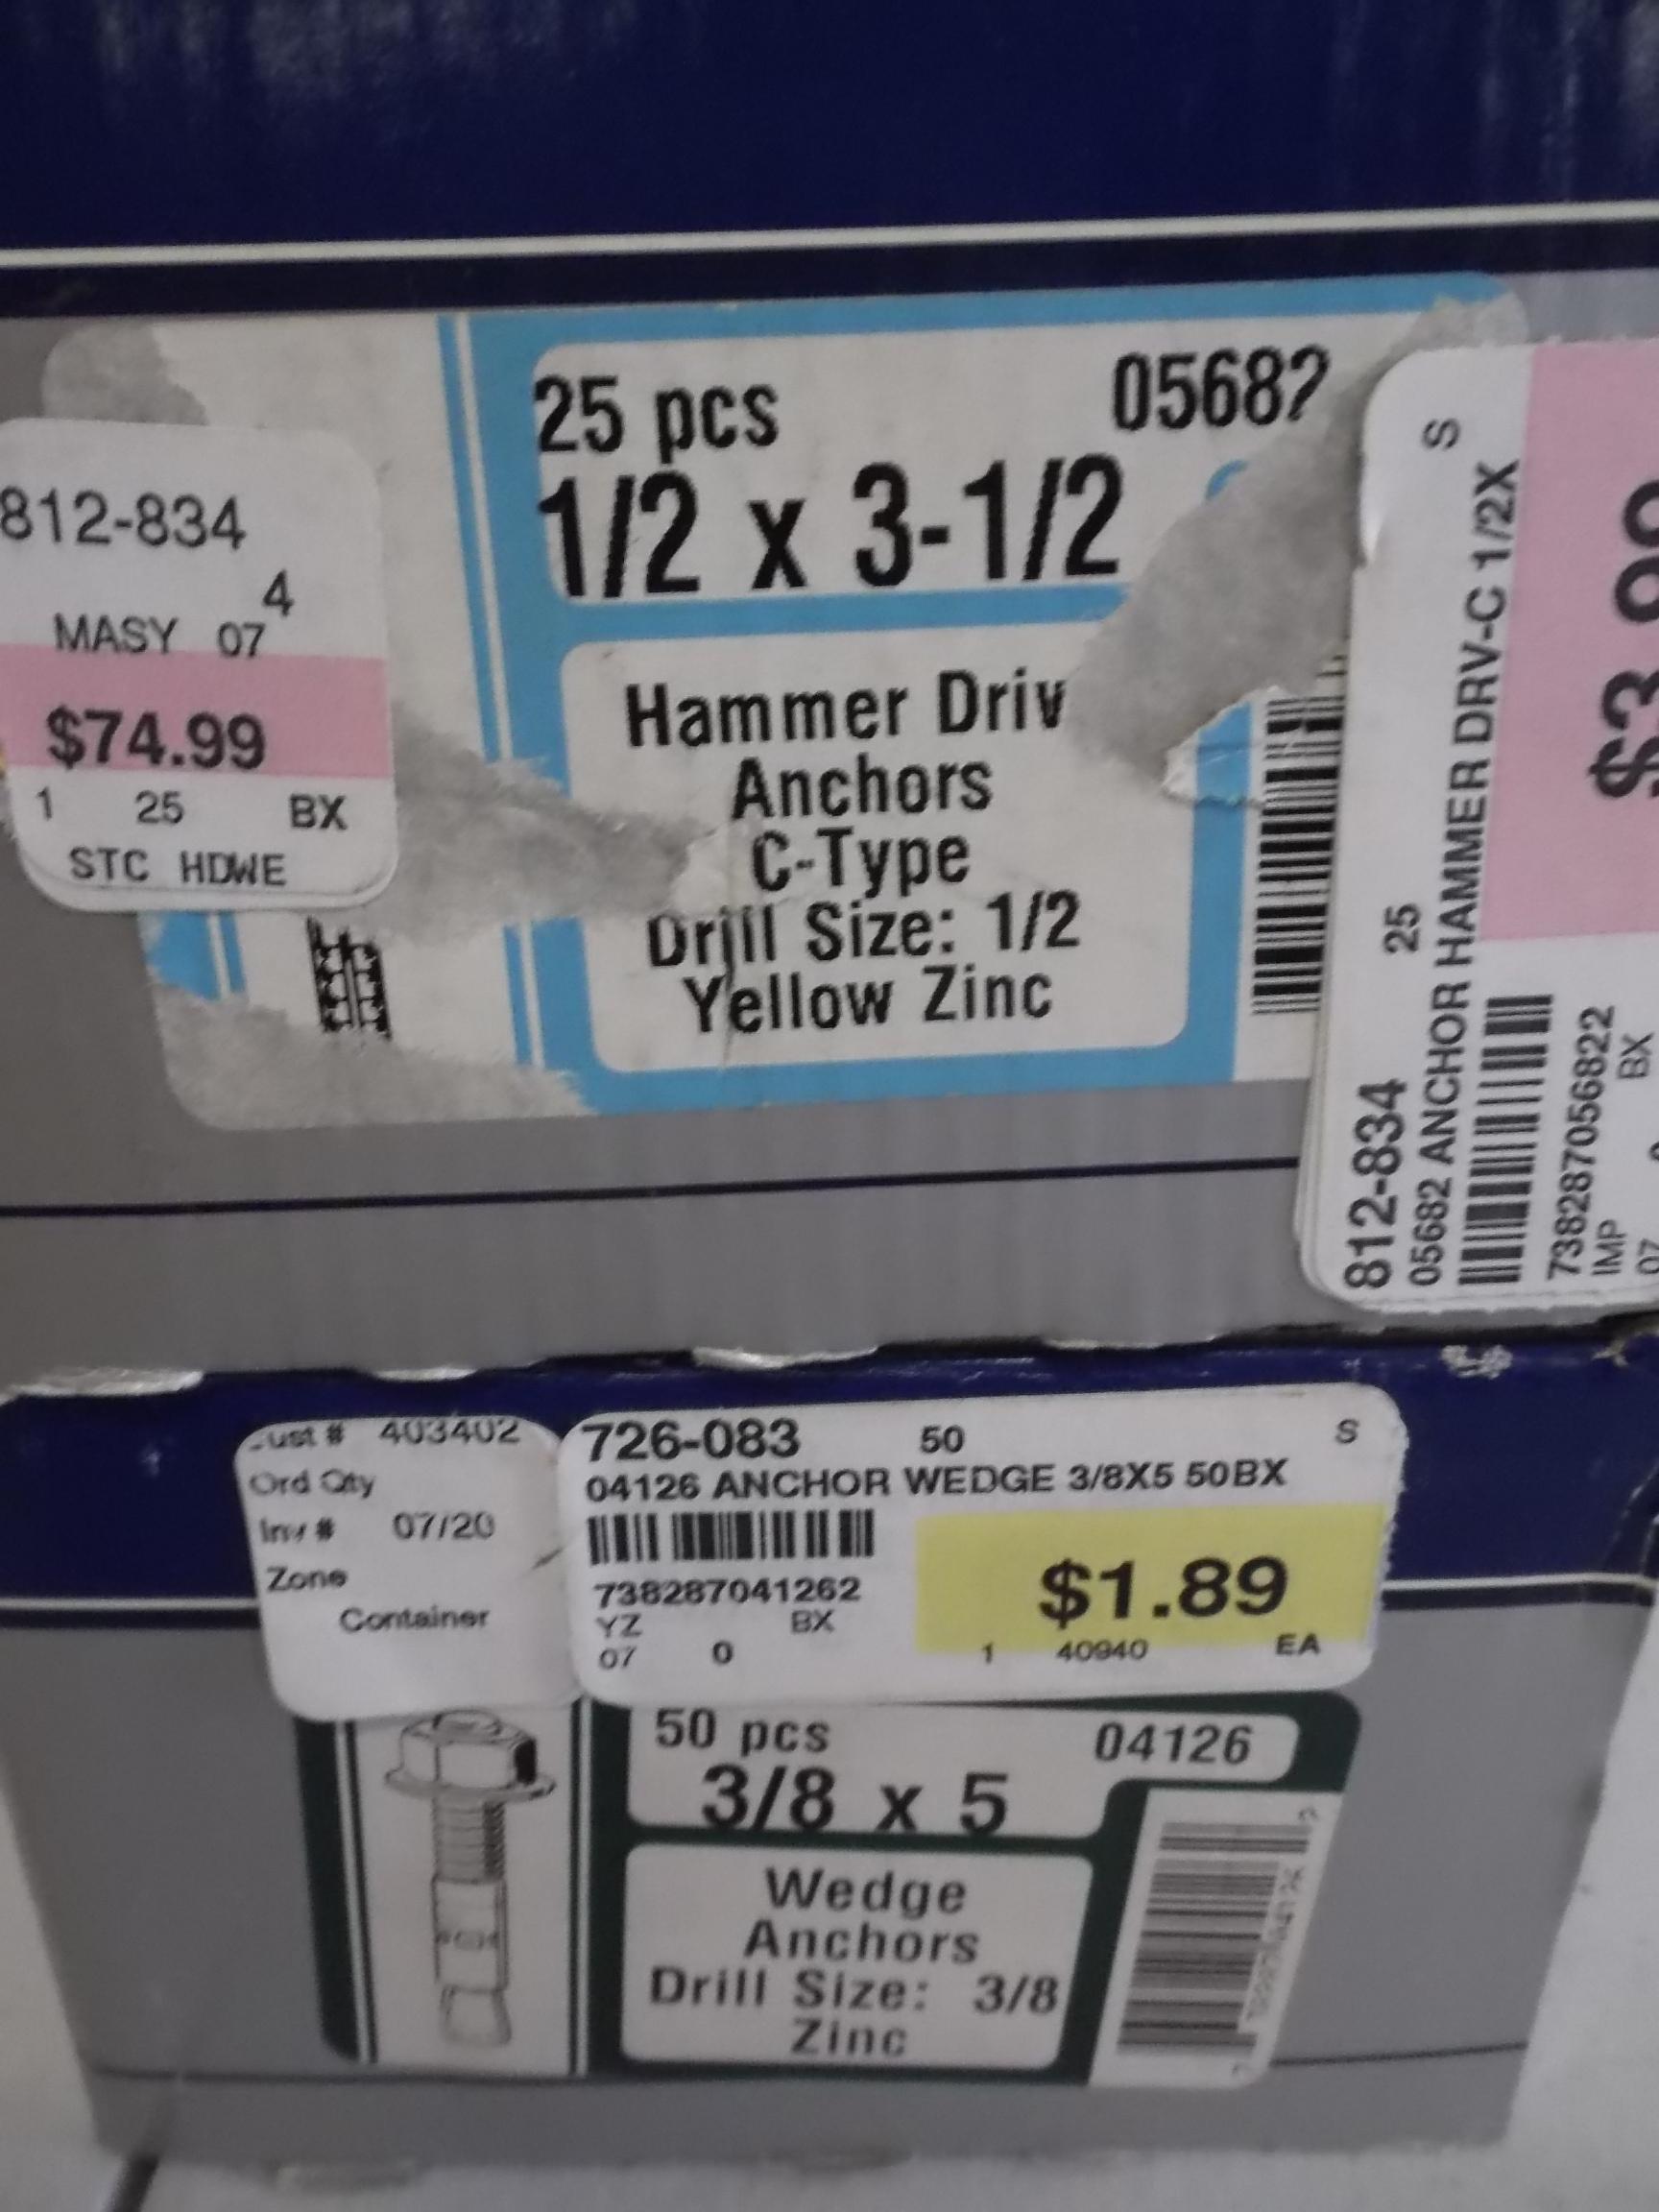 25 pcs
05682
1/2 x 3-1/2
Hammer Driv
Anchors
C-Type
Drill Size: 1/2
Yellow Zinc
812-834
4
MASY 07
$74.99
1 25 BX
STC HDWE
812-834 25 S
05682 ANCHOR HAMMER DRV-C 1/2X
738287056822
IMP BX
07
Cust # 403402
Ord Qty
Inv # 07/20
Zone
Container
726-083 50 S
04126 ANCHOR WEDGE 3/8X5 50BX
738287041262
YZ BX
07 0
$1.89
1 40940 EA
50 pcs 04126
3/8 x 5
Wedge
Anchors
Drill Size: 3/8
Zinc